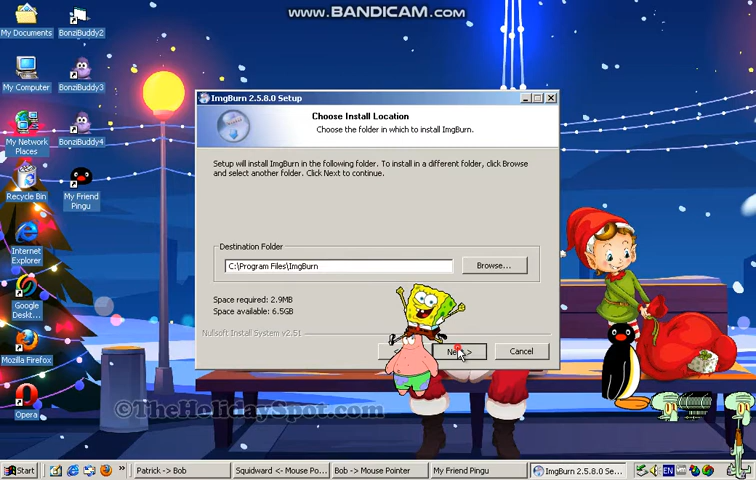 www.BANDICAM.com
My Documents
BonziBuddy2
My Computer
BonziBuddy3
My Network
Places
BonziBuddy4
Recycle Bin
My Friend
Pingu
Internet
Explorer
Google
Deskt...
Mozilla Firefox
Opera
ImgBurn 2.5.8.0 Setup
Choose Install Location
Choose the folder in which to install ImgBurn.
Setup will install ImgBurn in the following folder. To install in a different folder, click Browse
and select another folder. Click Next to continue.
Destination Folder
C:\Program Files\ImgBurn
Browse...
Space required: 2.9MB
Space available: 6.5GB
Nullsoft Install System v2.51
Cancel
©TheHolidaySpot.com
Start
Patrick -> Bob
Squidward <- Mouse Po...
Bob -> Mouse Pointer
My Friend Pingu
ImgBurn 2.5.8.0 Se...
EN